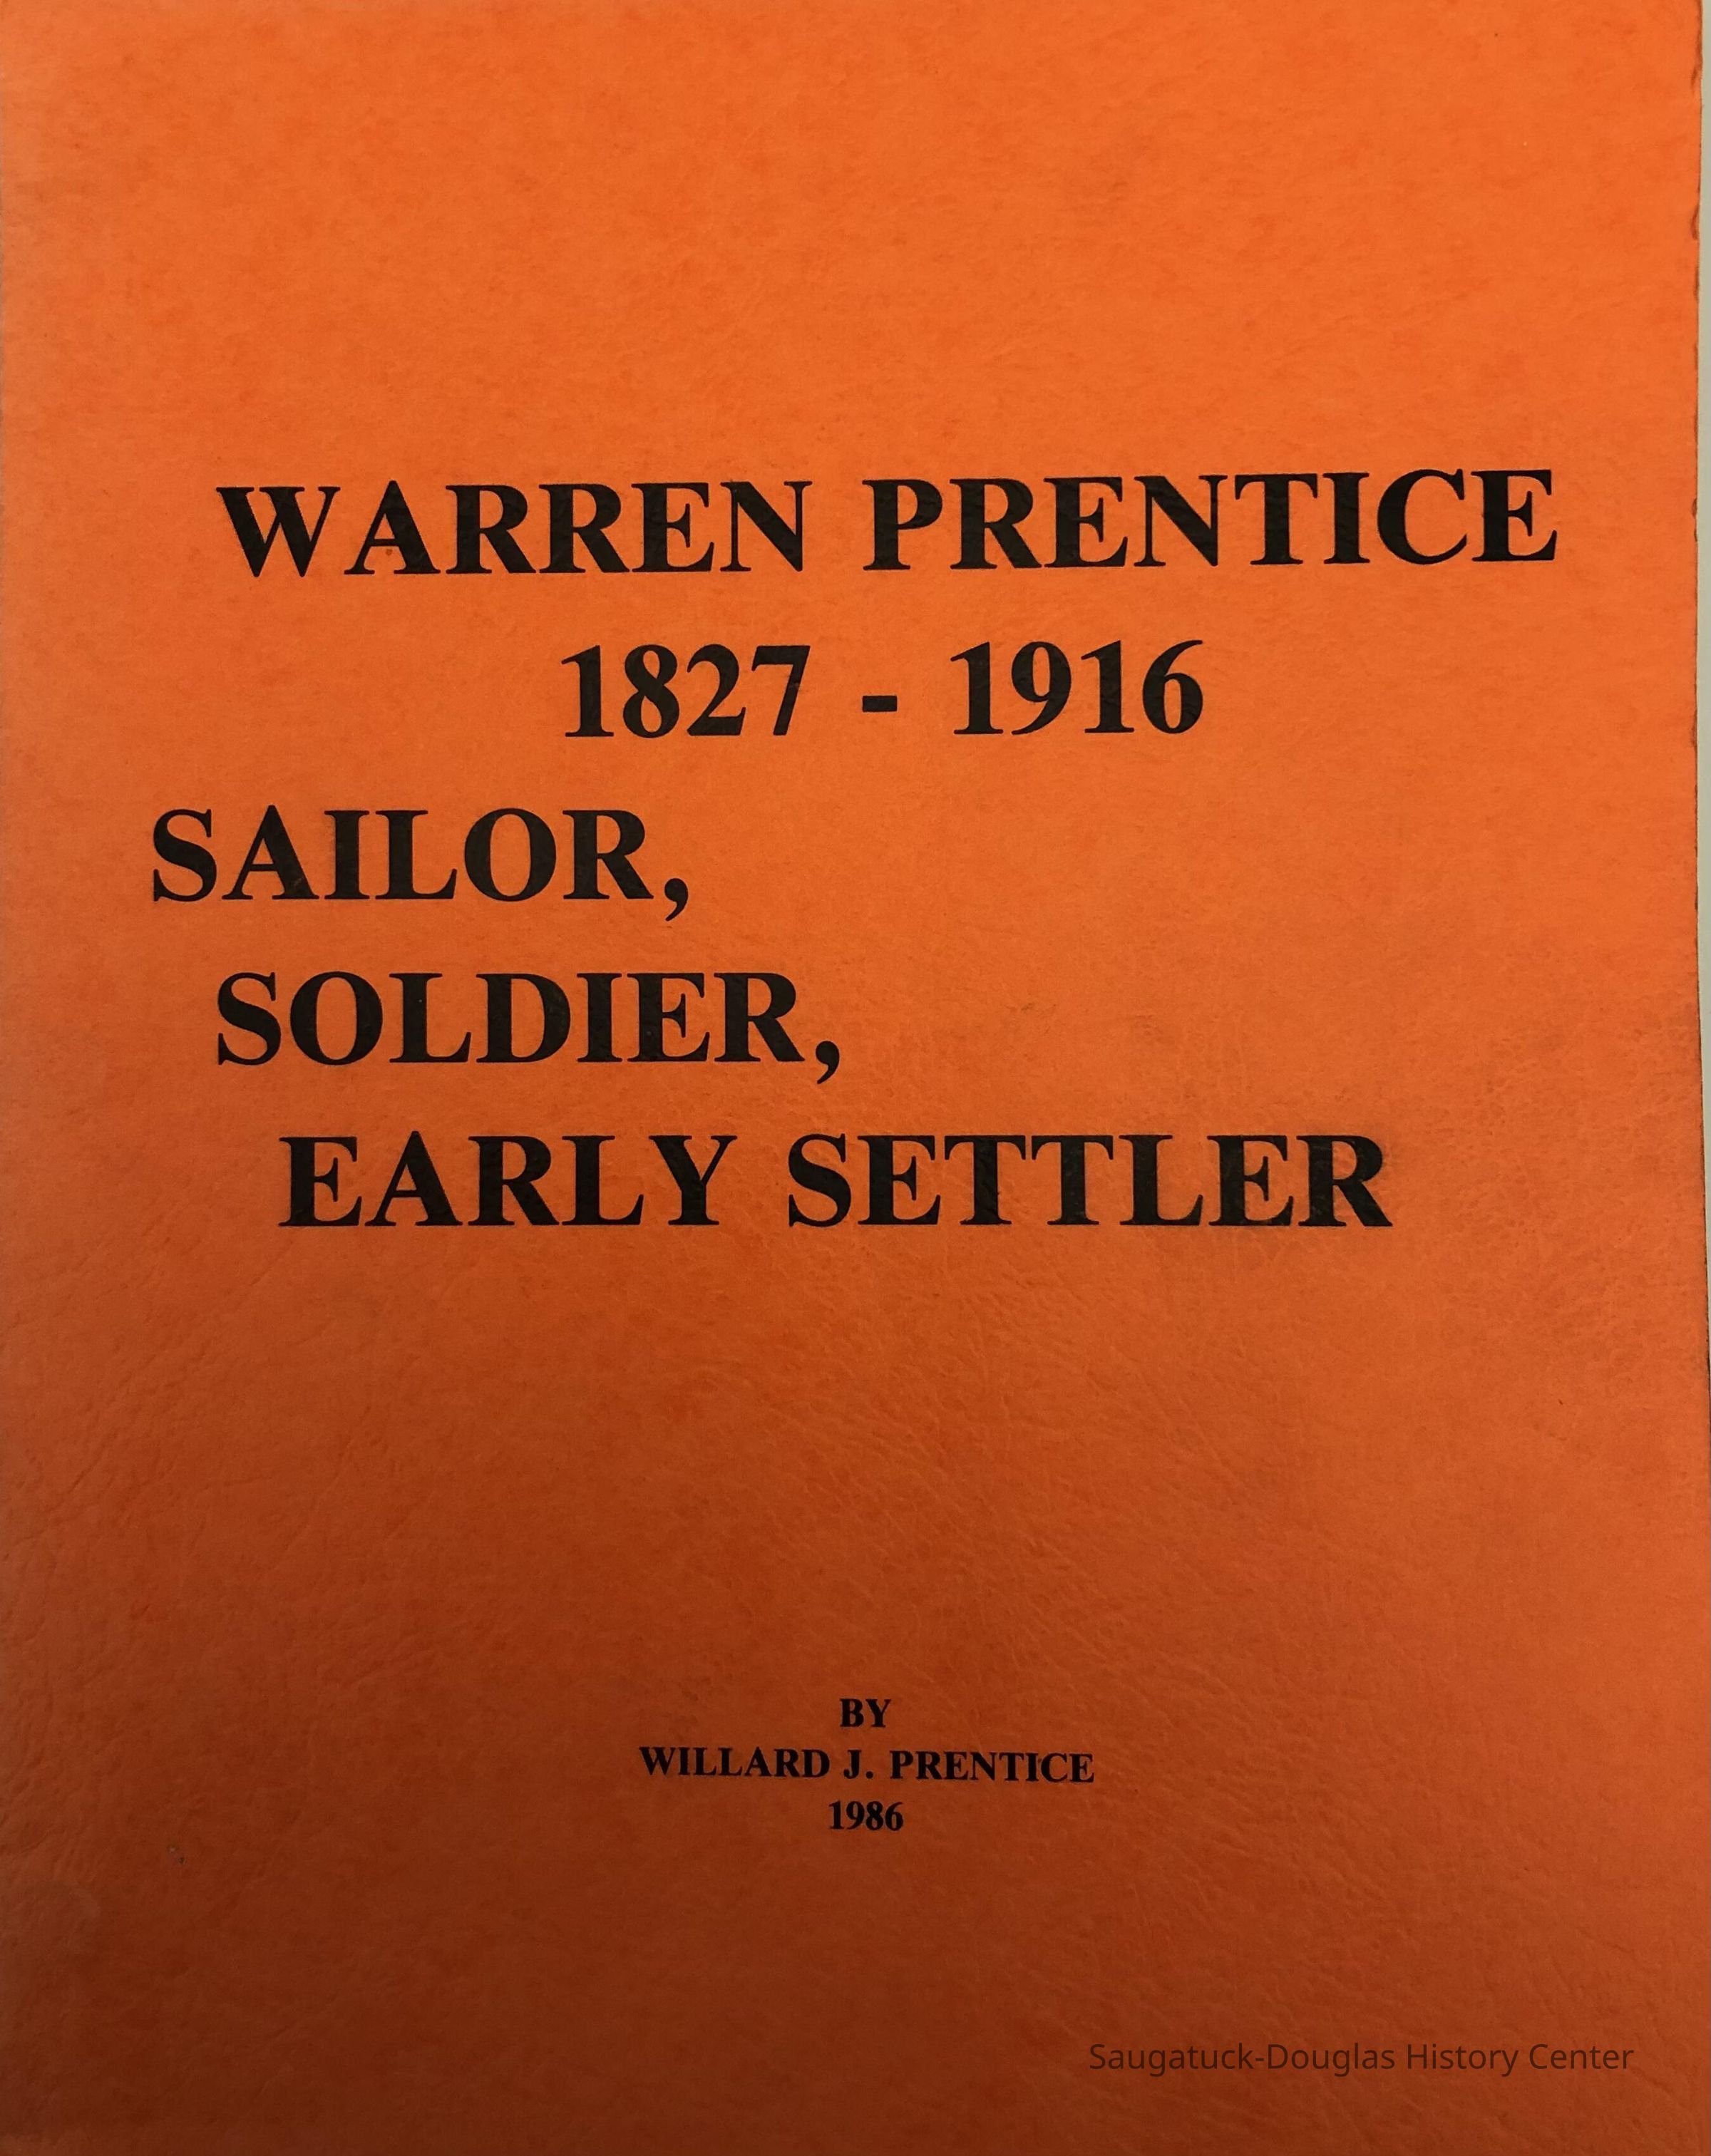 WARREN PRENTICE
1827 - 1916
SAILOR,
SOLDIER,
EARLY SETTLER
BY
WILLARD J. PRENTICE
1986
Saugatuck-Douglas History Center